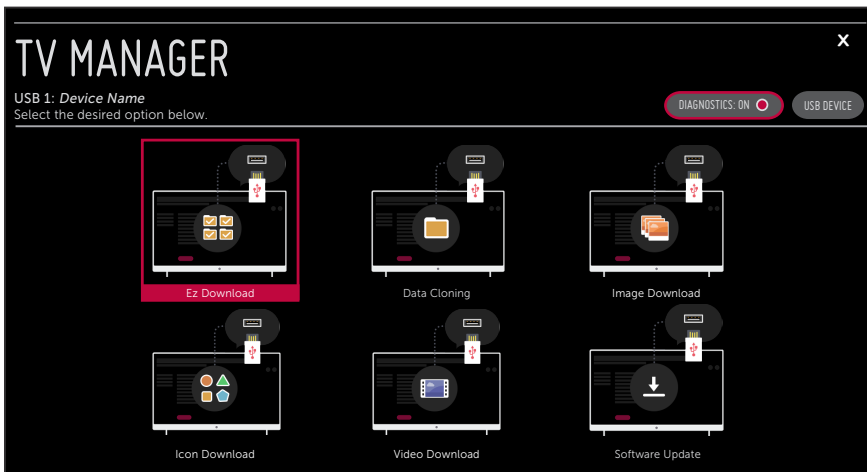 X
TV MANAGER
USB 1: Device Name
Select the desired option below.
DIAGNOSTICS: ON
USB DEVICE
Ez Download
Data Cloning
Image Download
Icon Download
Video Download
Software Update